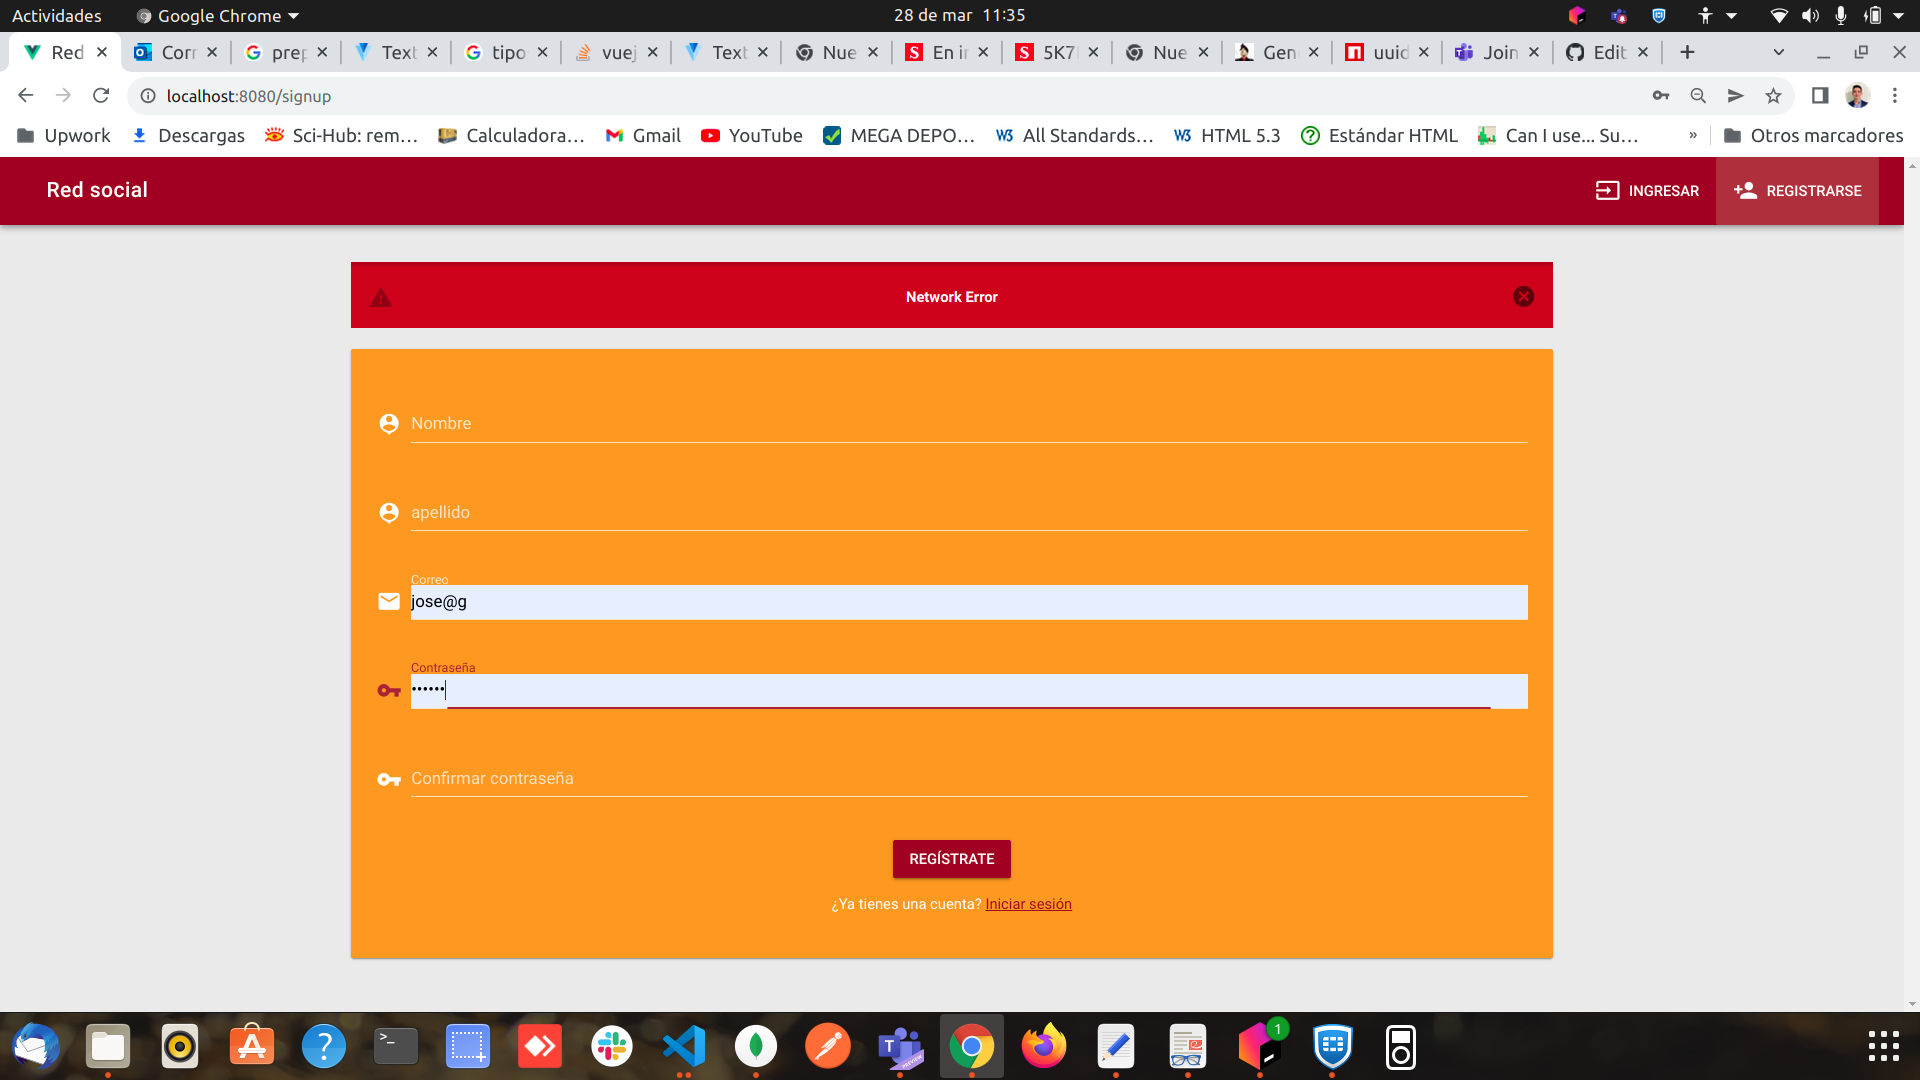 Actividades
Google Chrome
28 de mar 11:35
Red
Corr
prep
Text
tipo
vuej
Text
Nue
En ir
5K7
Nue
Gen
uuid
Join
Edit
localhost:8080/signup
Upwork
Descargas
Sci-Hub: rem...
Calculadora...
Gmail
YouTube
MEGA DEPO...
All Standards...
HTML 5.3
Estándar HTML
Can I use... Su...
»
Otros marcadores
Red social
INGRESAR
REGISTRARSE
Network Error
Nombre
apellido
Correo
jose@g
Contraseña
••••••
Confirmar contraseña
REGÍSTRATE
¿Ya tienes una cuenta? Iniciar sesión
1